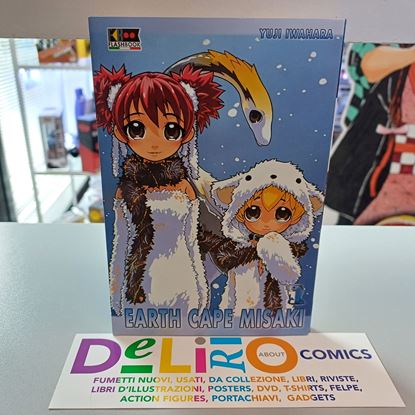 YUJI IWAHARA
FLASHBOOK
EARTH CAPE MISAKI
1
DeLiRiO ABOUT COMICS
FUMETTI NUOVI, USATI, DA COLLEZIONE, LIBRI, RIVISTE,
LIBRI D'ILLUSTRAZIONI, POSTERS, DVD, T-SHIRTS, FELPE,
ACTION FIGURES, PORTACHIAVI, GADGETS